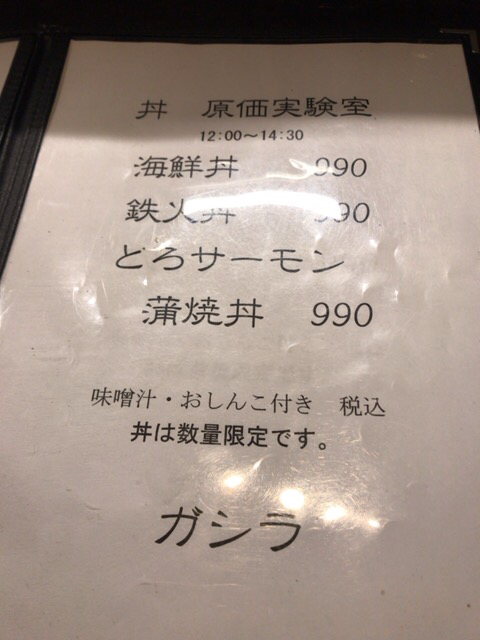 丼 原価実験室
12:00〜14:30
海鮮丼 990
鉄火丼 990
どろサーモン
蒲焼丼 990
味噌汁・おしんこ付き 税込
丼は数量限定です。
ガシラ